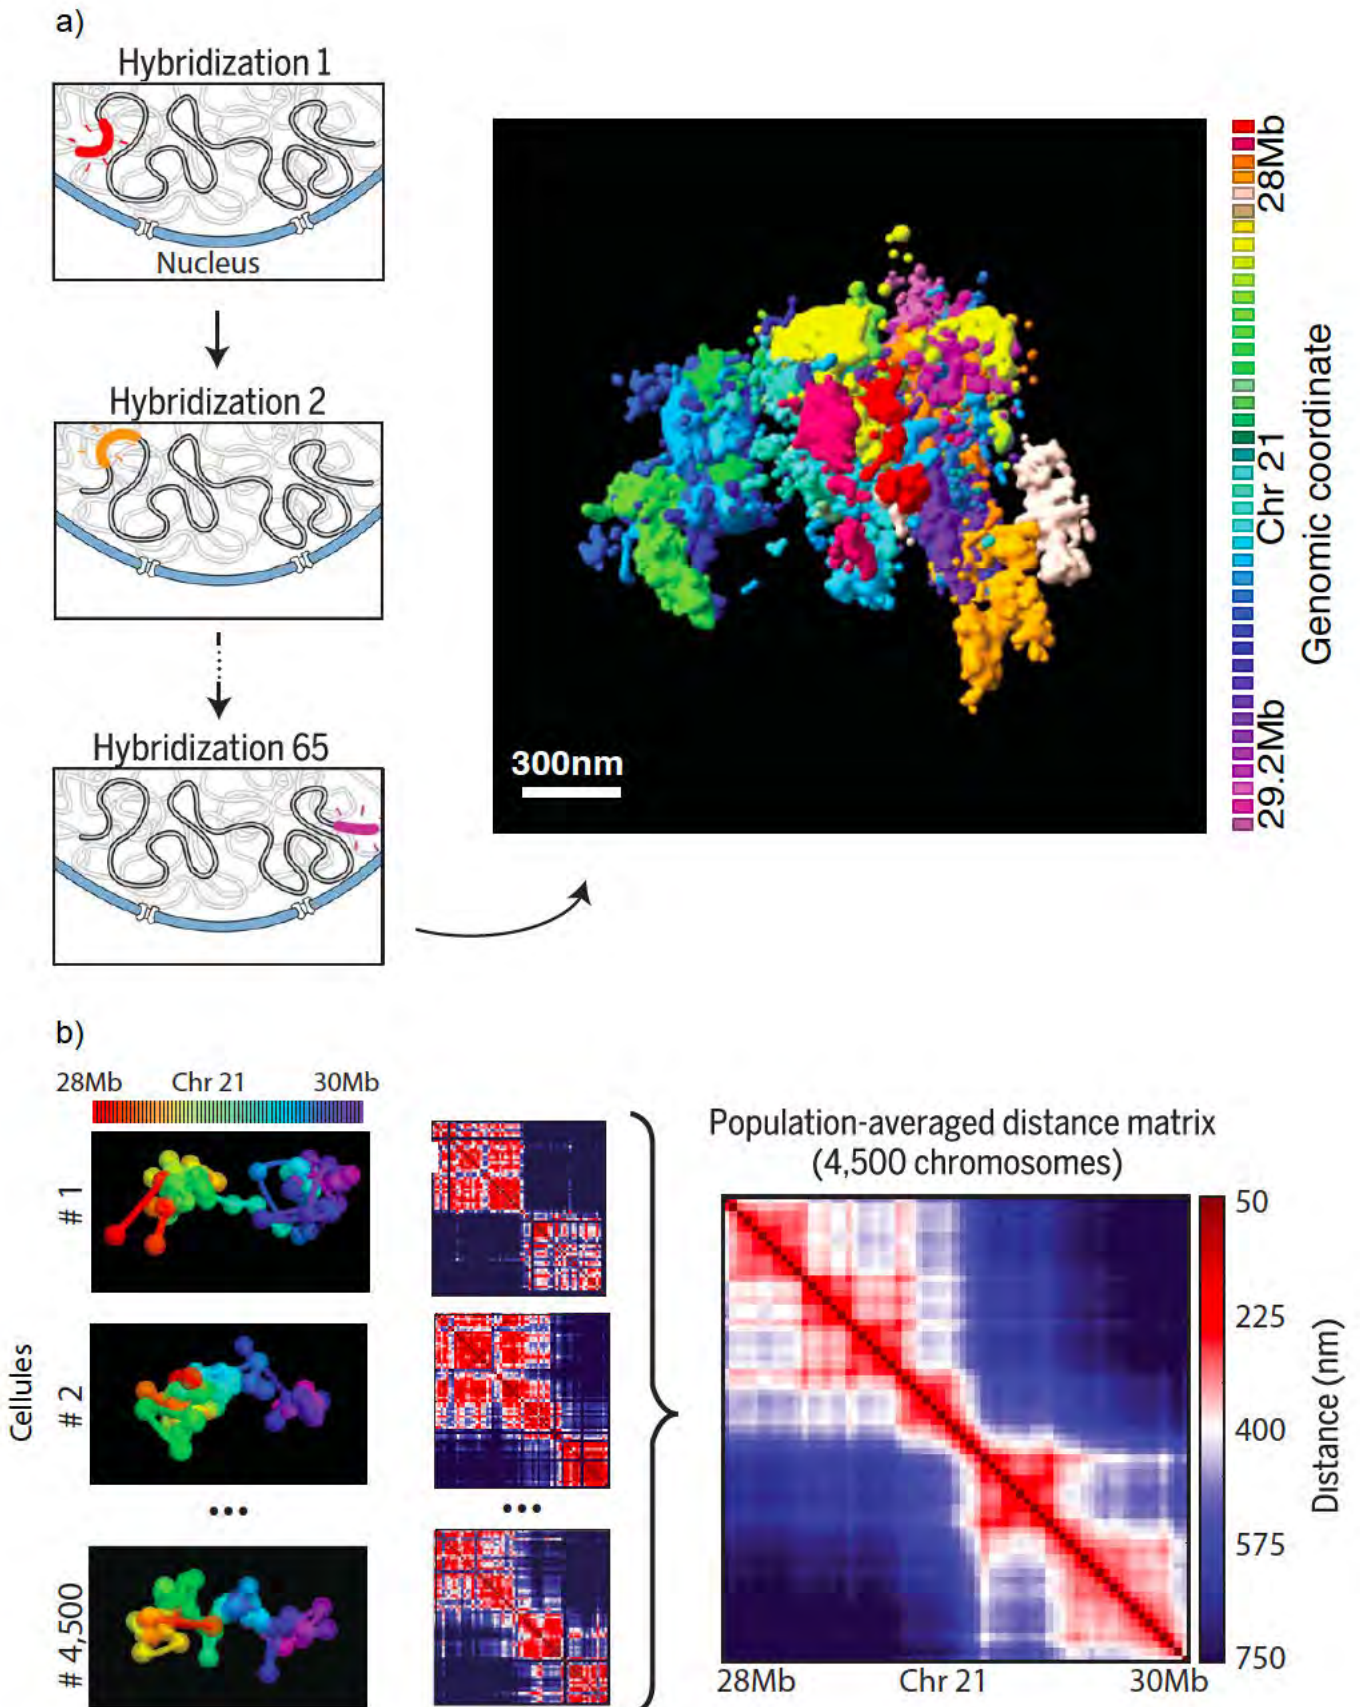 a)
Hybridization 1
Nucleus
Hybridization 2
Hybridization 65
300nm
28Mb
Chr 21
29.2Mb
Genomic coordinate
b)
28Mb Chr 21 30Mb
Cellules
# 1
# 2
...
...
# 4,500
Population-averaged distance matrix
(4,500 chromosomes)
50
225
400
575
750
Distance (nm)
28Mb Chr 21 30Mb